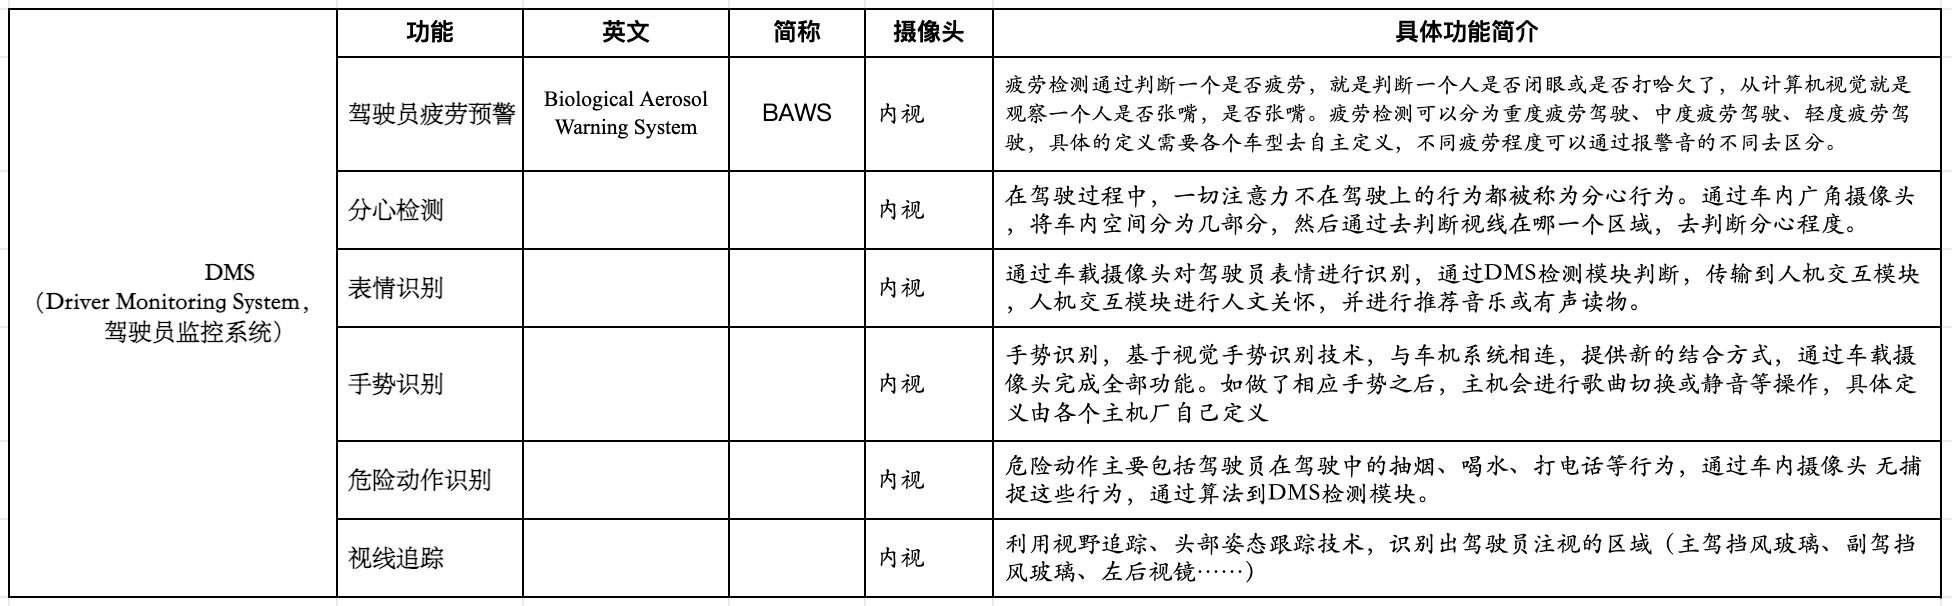 功能 英文 简称 摄像头 具体功能简介
DMS
（Driver Monitoring System，
驾驶员监控系统）
驾驶员疲劳预警
Biological Aerosol
Warning System
BAWS
内视
疲劳检测通过判断一个是否疲劳，就是判断一个人是否闭眼或是否打哈欠了，从计算机视觉就是
观察一个人是否张嘴，是否张嘴。疲劳检测可以分为重度疲劳驾驶、中度疲劳驾驶、轻度疲劳驾
驶，具体的定义需要各个车型去自主定义，不同疲劳程度可以通过报警音的不同去区分。
分心检测
内视
在驾驶过程中，一切注意力不在驾驶上的行为都被称为分心行为。通过车内广角摄像头
，将车内空间分为几部分，然后通过去判断视线在哪一个区域，去判断分心程度。
表情识别
内视
通过车载摄像头对驾驶员表情进行识别，通过DMS检测模块判断，传输到人机交互模块
，人机交互模块进行人文关怀，并进行推荐音乐或有声读物。
手势识别
内视
手势识别，基于视觉手势识别技术，与车机系统相连，提供新的结合方式，通过车载摄
像头完成全部功能。如做了相应手势之后，主机会进行歌曲切换或静音等操作，具体定
义由各个主机厂自己定义
危险动作识别
内视
危险动作主要包括驾驶员在驾驶中的抽烟、喝水、打电话等行为，通过车内摄像头 无捕
捉这些行为，通过算法到DMS检测模块。
视线追踪
内视
利用视野追踪、头部姿态跟踪技术，识别出驾驶员注视的区域（主驾挡风玻璃、副驾挡
风玻璃、左后视镜……）